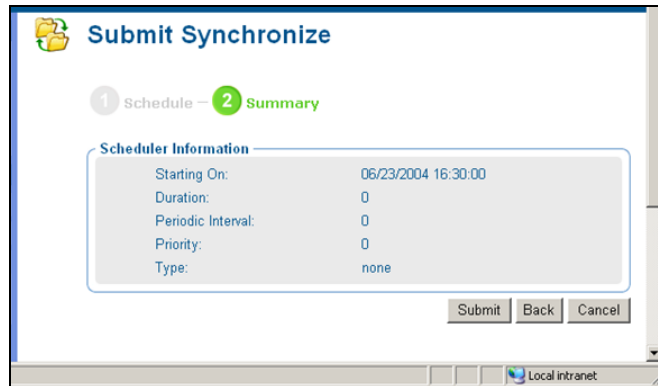 Submit Synchronize
1 Schedule – 2 Summary
Scheduler Information
Starting On: 06/23/2004 16:30:00
Duration: 0
Periodic Interval: 0
Priority: 0
Type: none
Submit Back Cancel
Local intranet